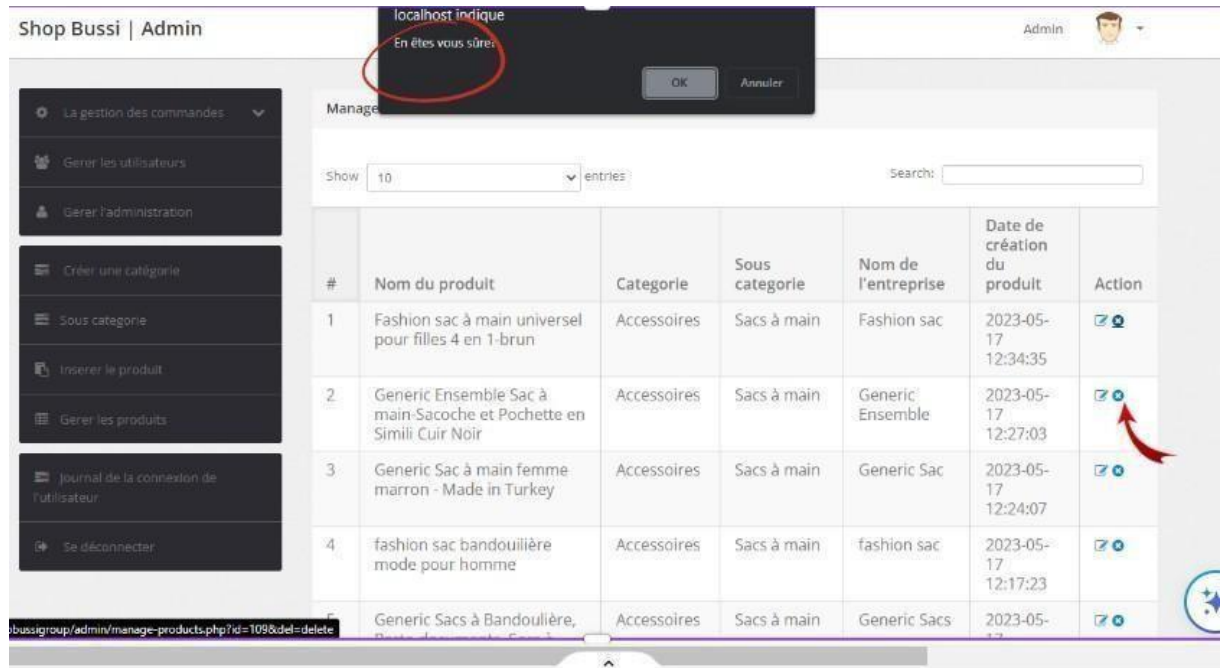 Shop Bussi | Admin
localhost indique
En êtes vous sûre?
OK
Annuler
Admin
La gestion des commandes
Gerer les utilisateurs
Gerer l'administration
Créer une catégorie
Sous categorie
Inserer le produit
Gerer les produits
Journal de la connexion de
l'utilisateur
Se déconnecter
Manage
Show 10 entries
Search:
# Nom du produit Categorie Sous
categorie Nom de
l'entreprise Date de
création
du
produit Action
1 Fashion sac à main universel
pour filles 4 en 1-brun Accessoires Sacs à main Fashion sac 2023-05-
17
12:34:35
2 Generic Ensemble Sac à
main-Sacoche et Pochette en
Simili Cuir Noir Accessoires Sacs à main Generic
Ensemble 2023-05-
17
12:27:03
3 Generic Sac à main femme
marron - Made in Turkey Accessoires Sacs à main Generic Sac 2023-05-
17
12:24:07
4 fashion sac bandouilière
mode pour homme Accessoires Sacs à main fashion sac 2023-05-
17
12:17:23
Generic Sacs à Bandoulière, Accessoires Sacs à main Generic Sacs 2023-05-
bussigroup/admin/manage-products.php?id=109&del=delete